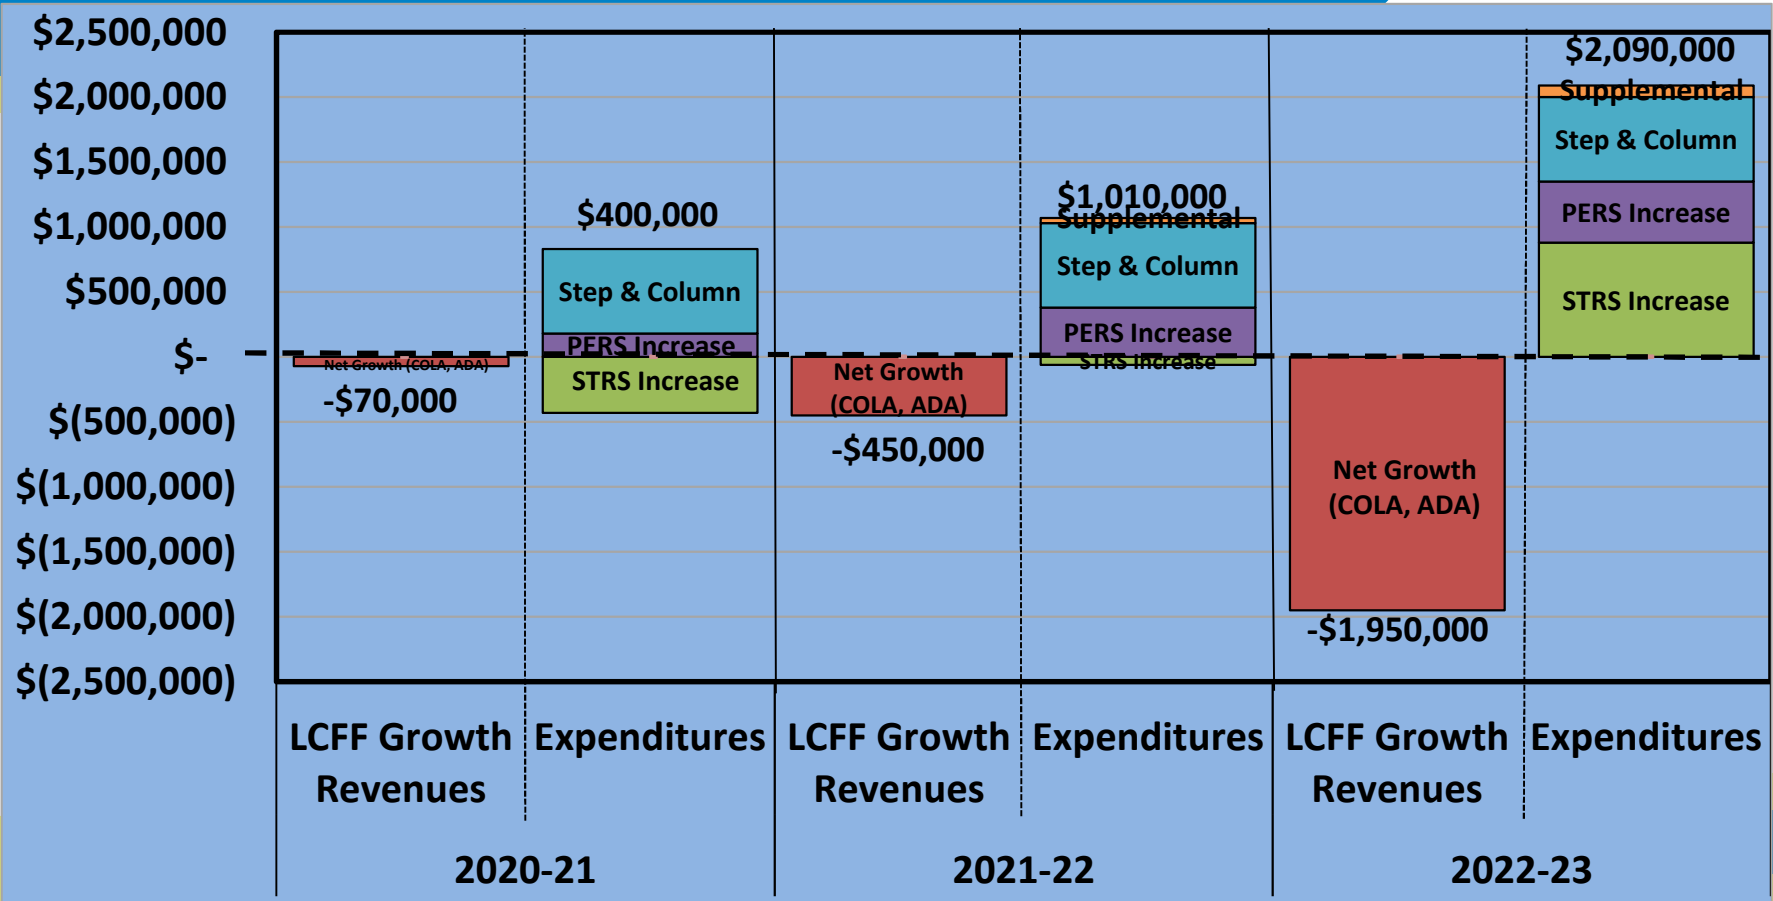 $2,500,000
$2,000,000
$1,500,000
$1,000,000
$500,000
$-
$(500,000)
$(1,000,000)
$(1,500,000)
$(2,000,000)
$(2,500,000)
Net Growth (COLA, ADA)
-$70,000
$400,000
Step & Column
PERS Increase
STRS Increase
Net Growth
(COLA, ADA)
-$450,000
$1,010,000
Supplemental
Step & Column
PERS Increase
STRS Increase
Net Growth
(COLA, ADA)
-$1,950,000
$2,090,000
Supplemental
Step & Column
PERS Increase
STRS Increase
LCFF Growth
Revenues
Expenditures
LCFF Growth
Revenues
Expenditures
LCFF Growth
Revenues
Expenditures
2020-21
2021-22
2022-23